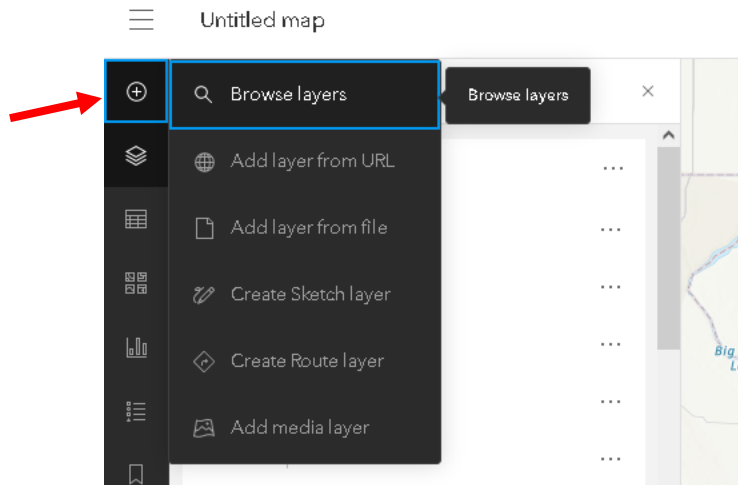 Untitled map
Browse layers
Browse layers
Add layer from URL
Add layer from file
Create Sketch layer
Create Route layer
Add media layer
Big